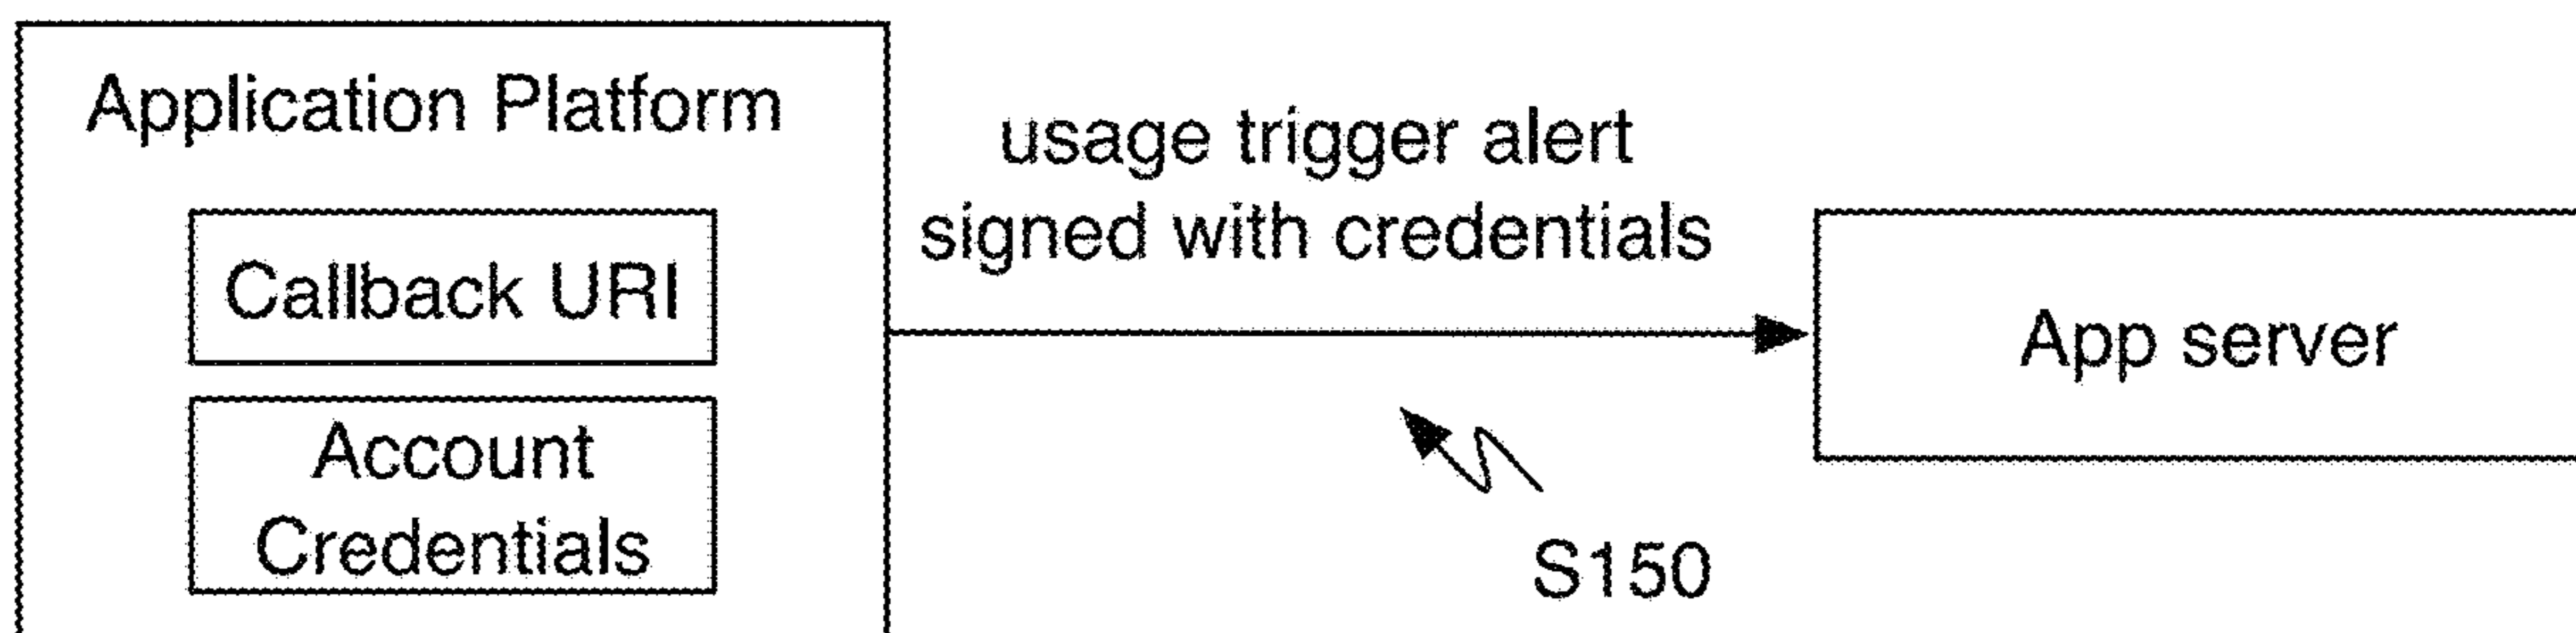 Application Platform
Callback URI
Account
Credentials
usage trigger alert
signed with credentials
App server
S150